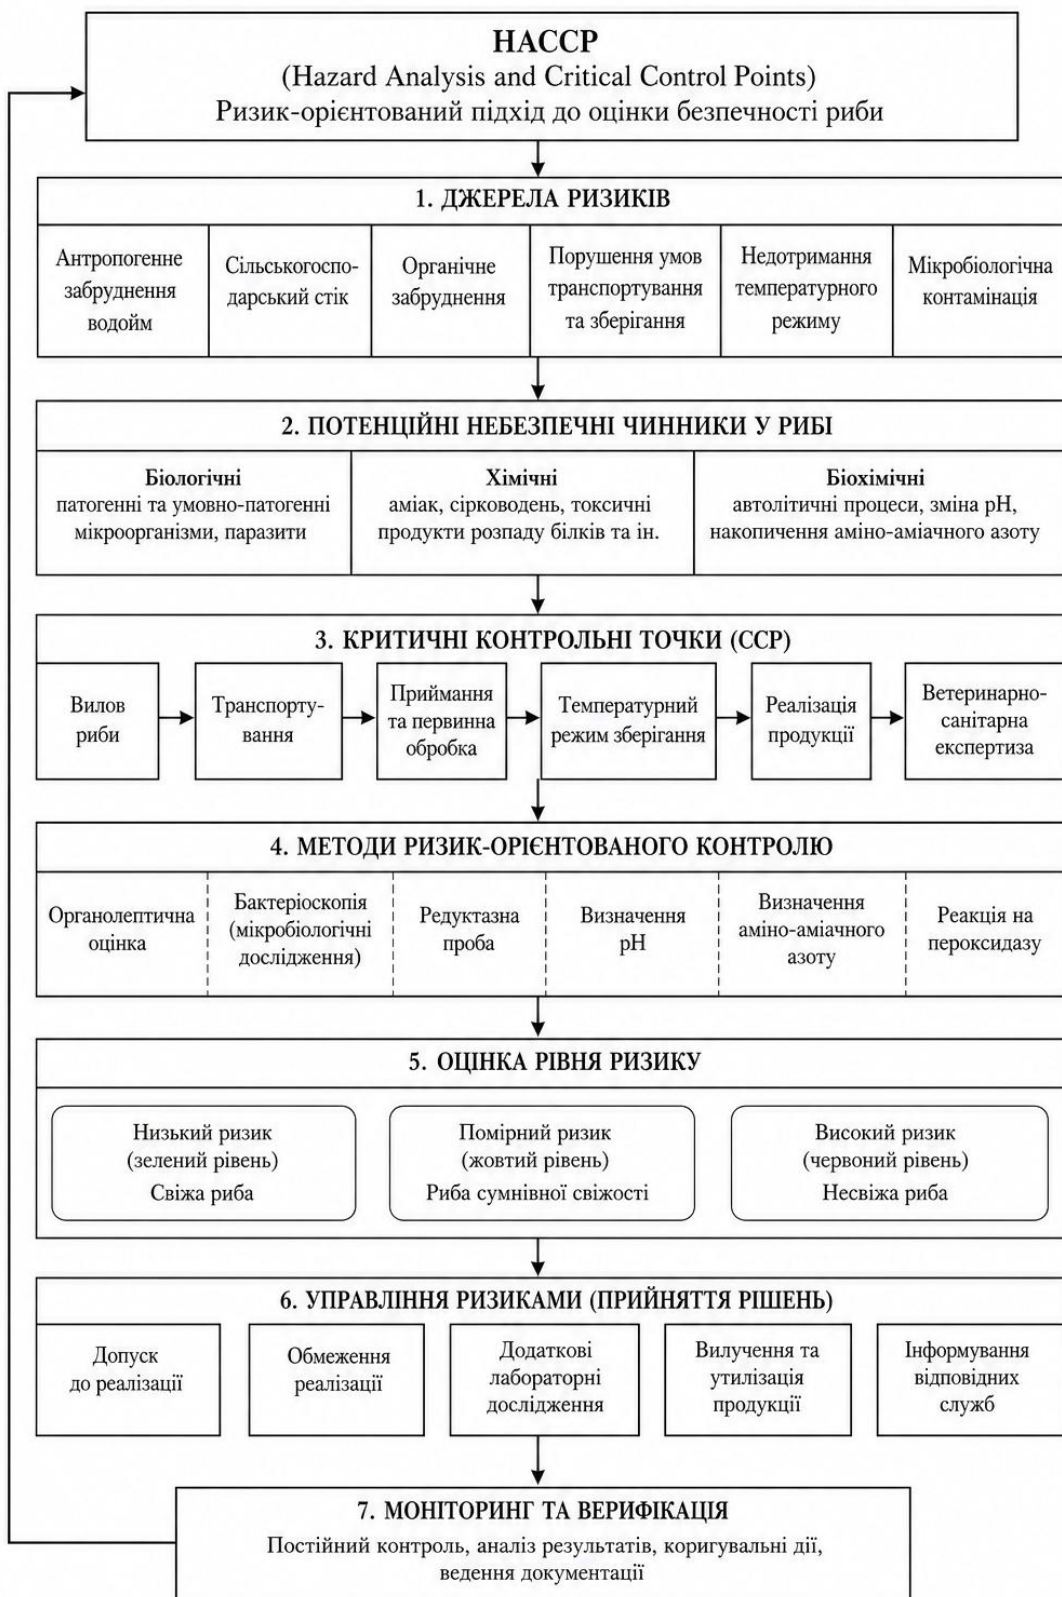 НАССР
(Hazard Analysis and Critical Control Points)
Ризик-орієнтований підхід до оцінки безпечності риби
1. ДЖЕРЕЛА РИЗИКІВ
Антропогенне
забруднення
водойм
Сільськогоспо-
дарський стік
Органічне
забруднення
Порушення умов
транспортування
та зберігання
Недотримання
температурного
режиму
Мікробіологічна
контамінація
2. ПОТЕНЦІЙНІ НЕБЕЗПЕЧНІ ЧИННИКИ У РИБІ
Біологічні
патогенні та умовно-патогенні
мікроорганізми, паразити
Хімічні
аміак, сірководень, токсичні
продукти розпаду білків та ін.
Біохімічні
автолітичні процеси, зміна pH,
накопичення аміно-аміачного азоту
3. КРИТИЧНІ КОНТРОЛЬНІ ТОЧКИ (ССР)
Вилов
риби
Транспорту-
вання
Приймання
та первинна
обробка
Температурний
режим зберігання
Реалізація
продукції
Ветеринарно-
санітарна
експертиза
4. МЕТОДИ РИЗИК-ОРІЄНТОВАНОГО КОНТРОЛЮ
Органолептична
оцінка
Бактеріоскопія
(мікробіологічні
дослідження)
Редуктазна
проба
Визначення
pH
Визначення
аміно-аміачного
азоту
Реакція на
пероксидазу
5. ОЦІНКА РІВНЯ РИЗИКУ
Низький ризик
(зелений рівень)
Свіжа риба
Помірний ризик
(жовтий рівень)
Риба сумнівної свіжості
Високий ризик
(червоний рівень)
Несвіжа риба
6. УПРАВЛІННЯ РИЗИКАМИ (ПРИЙНЯТТЯ РІШЕНЬ)
Допуск
до реалізації
Обмеження
реалізації
Додаткові
лабораторні
дослідження
Вилучення та
утилізація
продукції
Інформування
відповідних
служб
7. МОНІТОРИНГ ТА ВЕРИФІКАЦІЯ
Постійний контроль, аналіз результатів, коригувальні дії,
ведення документації